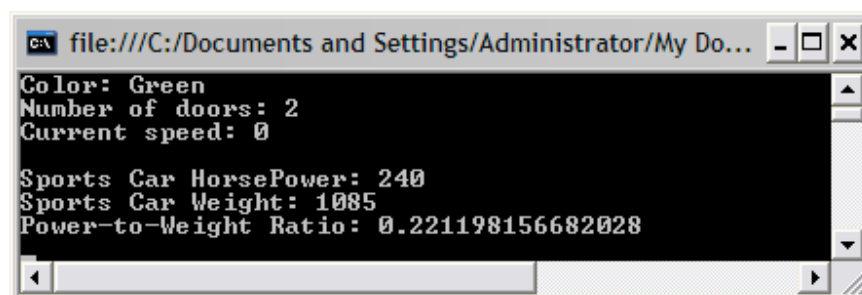 file:///C:/Documents and Settings/Administrator/My Do...
Color: Green
Number of doors: 2
Current speed: 0
Sports Car HorsePower: 240
Sports Car Weight: 1085
Power-to-Weight Ratio: 0.221198156682028